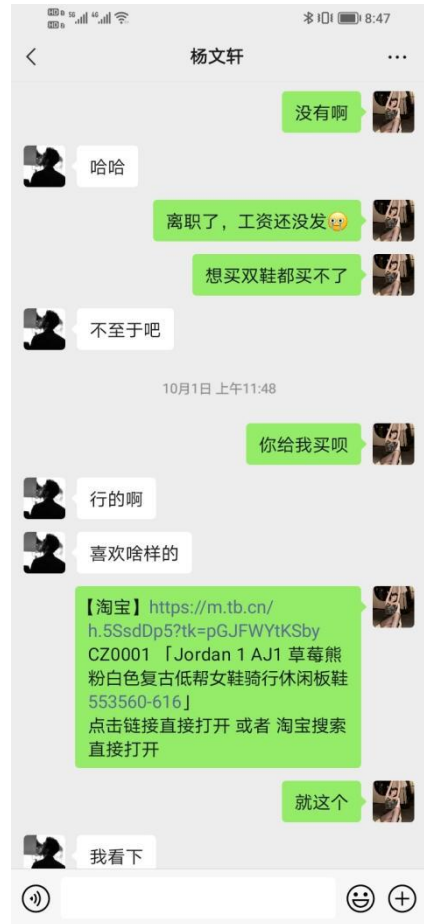 8:47
杨文轩
没有啊
哈哈
离职了，工资还没发
想买双鞋都买不了
不至于吧
10月1日 上午11:48
你给我买呗
行的啊
喜欢啥样的
【淘宝】https://m.tb.cn/
h.5SsdDp5?tk=pGJFWYtKSby
CZ0001 「Jordan 1 AJ1 草莓熊
粉白色复古低帮女鞋骑行休闲板鞋
553560-616」
点击链接直接打开 或者 淘宝搜索
直接打开
就这个
我看下